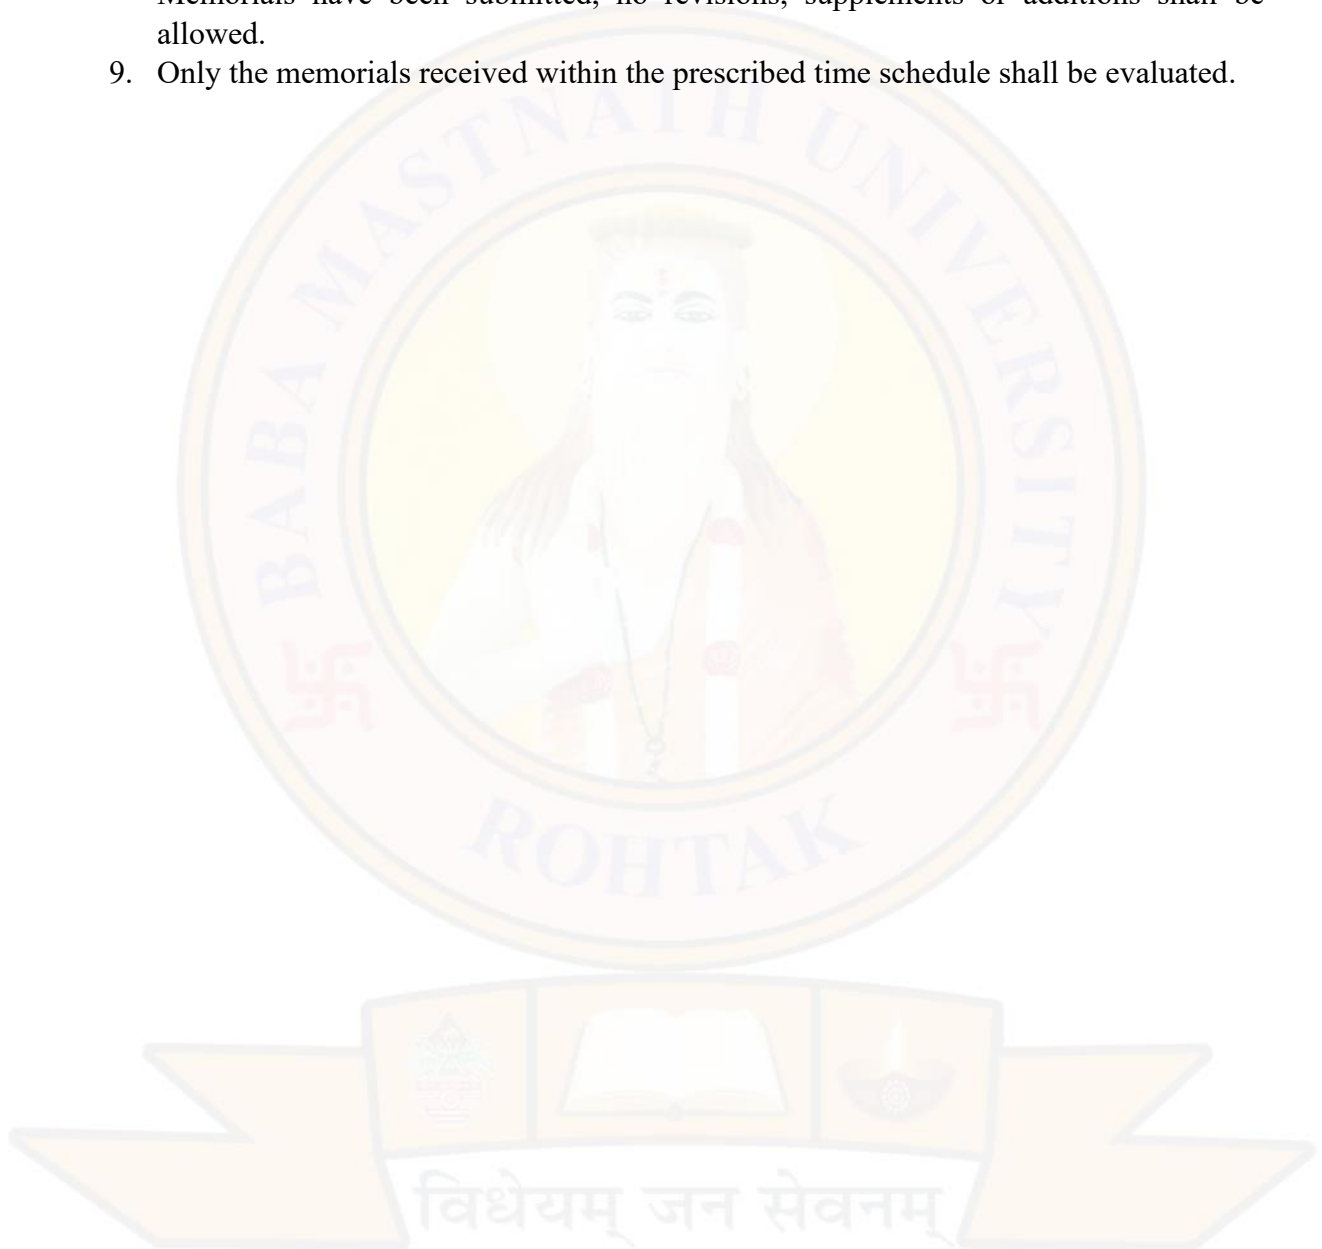 Memorials have been submitted, no revisions, supplements or additions shall be
allowed.
9. Only the memorials received within the prescribed time schedule shall be evaluated.
BABA MASTNATH UNIVERSITY
ROHTAK
विधेयम् जन सेवनम्